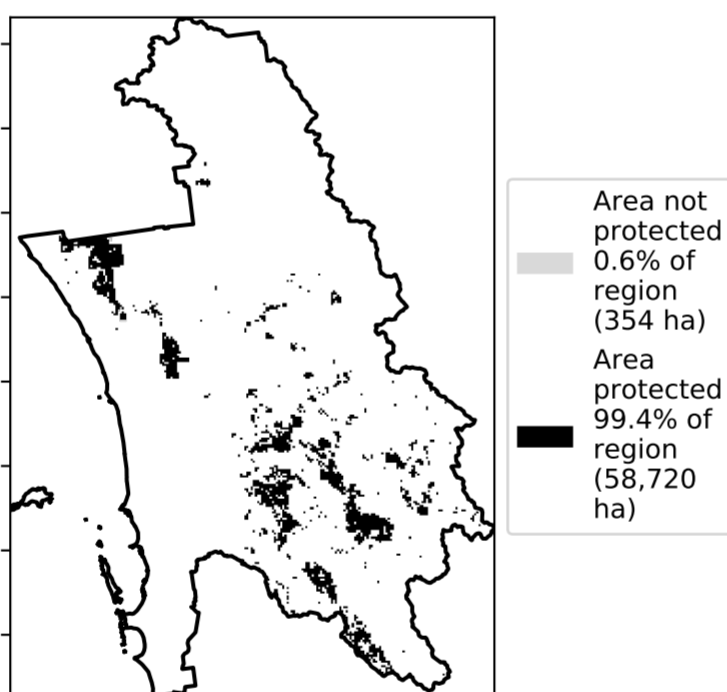 Area not
protected
0.6% of
region
(354 ha)
Area
protected
99.4% of
region
(58,720
ha)